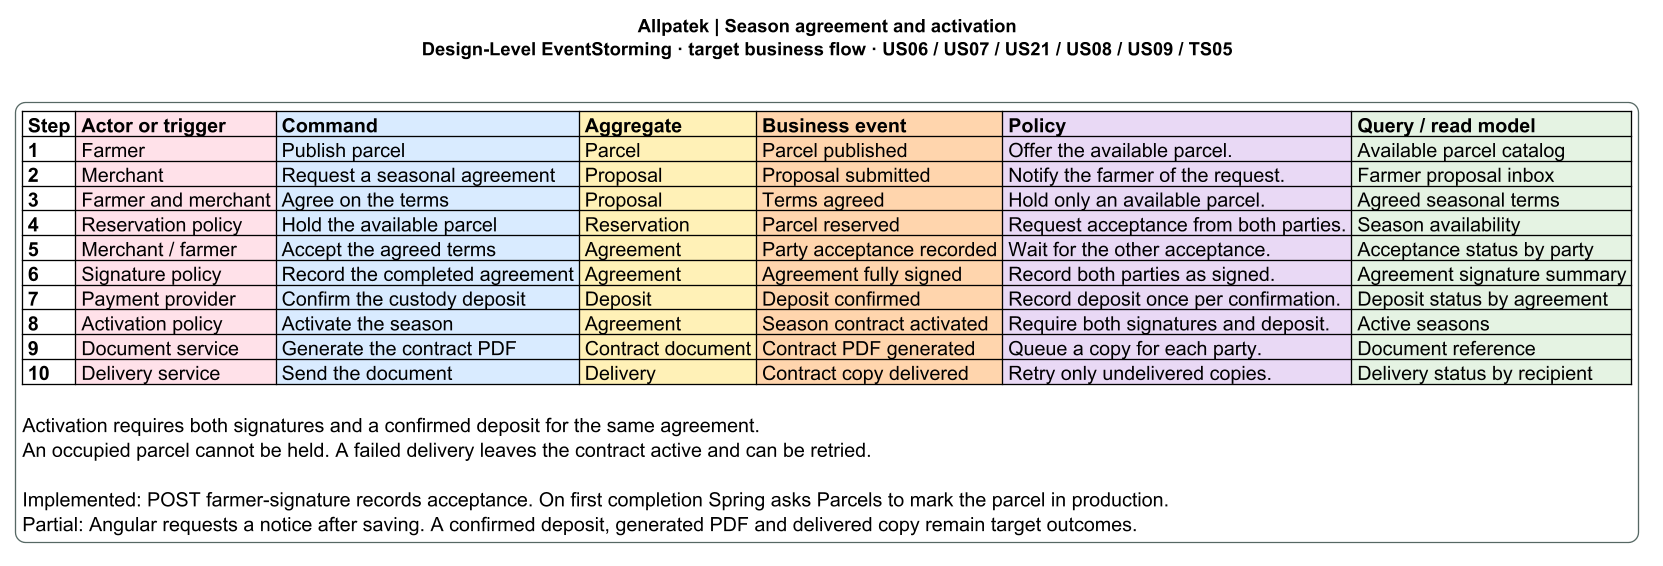 Allpatek | Season agreement and activation
Design-Level EventStorming · target business flow · US06 / US07 / US21 / US08 / US09 / TS05
Step Actor or trigger Command Aggregate Business event Policy Query / read model
1 Farmer Publish parcel Parcel Parcel published Offer the available parcel. Available parcel catalog
2 Merchant Request a seasonal agreement Proposal Proposal submitted Notify the farmer of the request. Farmer proposal inbox
3 Farmer and merchant Agree on the terms Proposal Terms agreed Hold only an available parcel. Agreed seasonal terms
4 Reservation policy Hold the available parcel Reservation Parcel reserved Request acceptance from both parties. Season availability
5 Merchant / farmer Accept the agreed terms Agreement Party acceptance recorded Wait for the other acceptance. Acceptance status by party
6 Signature policy Record the completed agreement Agreement Agreement fully signed Record both parties as signed. Agreement signature summary
7 Payment provider Confirm the custody deposit Deposit Deposit confirmed Record deposit once per confirmation. Deposit status by agreement
8 Activation policy Activate the season Agreement Season contract activated Require both signatures and deposit. Active seasons
9 Document service Generate the contract PDF Contract document Contract PDF generated Queue a copy for each party. Document reference
10 Delivery service Send the document Delivery Contract copy delivered Retry only undelivered copies. Delivery status by recipient
Activation requires both signatures and a confirmed deposit for the same agreement.
An occupied parcel cannot be held. A failed delivery leaves the contract active and can be retried.
Implemented: POST farmer-signature records acceptance. On first completion Spring asks Parcels to mark the parcel in production.
Partial: Angular requests a notice after saving. A confirmed deposit, generated PDF and delivered copy remain target outcomes.